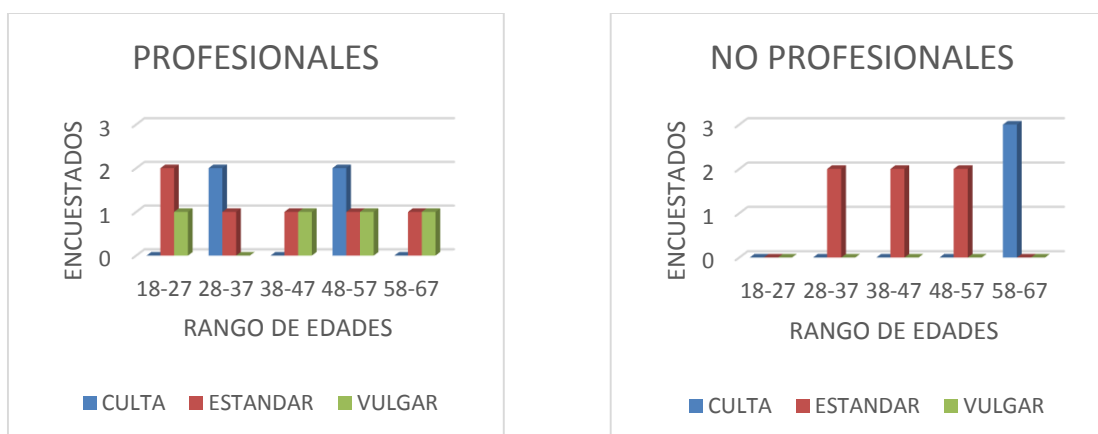 PROFESIONALES
ENCUESTADOS
3
2
1
0
18-27 28-37 38-47 48-57 58-67
RANGO DE EDADES
CULTA ESTANDAR VULGAR
NO PROFESIONALES
ENCUESTADOS
3
2
1
0
18-27 28-37 38-47 48-57 58-67
RANGO DE EDADES
CULTA ESTANDAR VULGAR